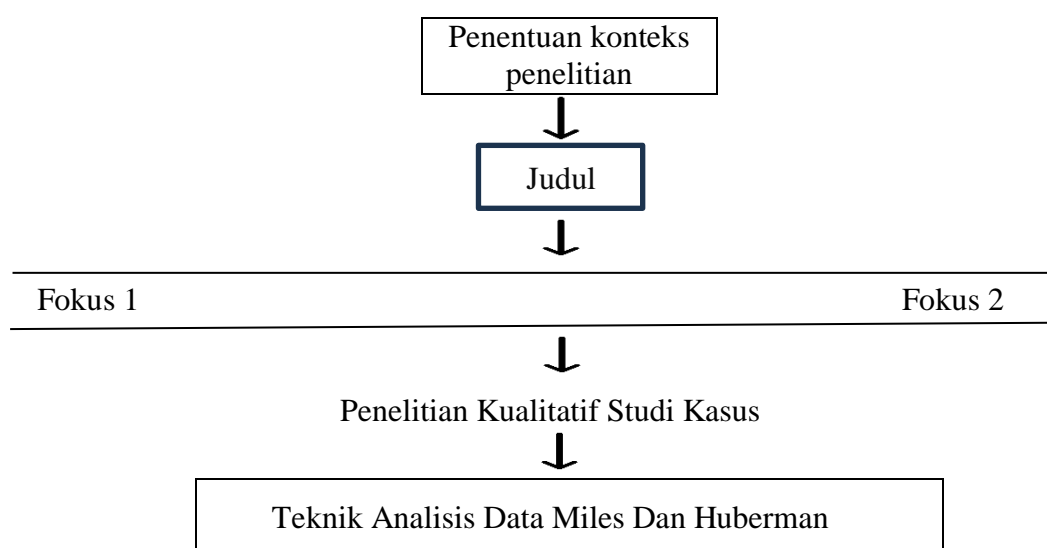 Penentuan konteks
penelitian
Judul
Fokus 1 Fokus 2
Penelitian Kualitatif Studi Kasus
Teknik Analisis Data Miles Dan Huberman